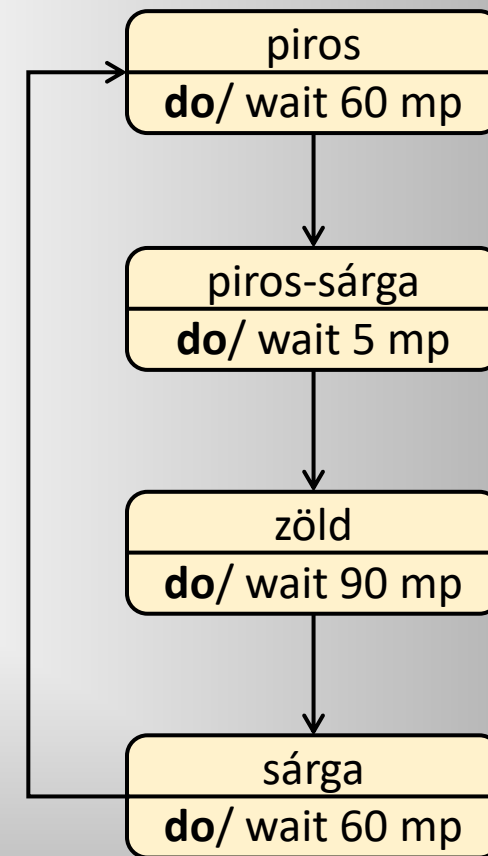 piros
do/ wait 60 mp
piros-sárga
do/ wait 5 mp
zöld
do/ wait 90 mp
sárga
do/ wait 60 mp